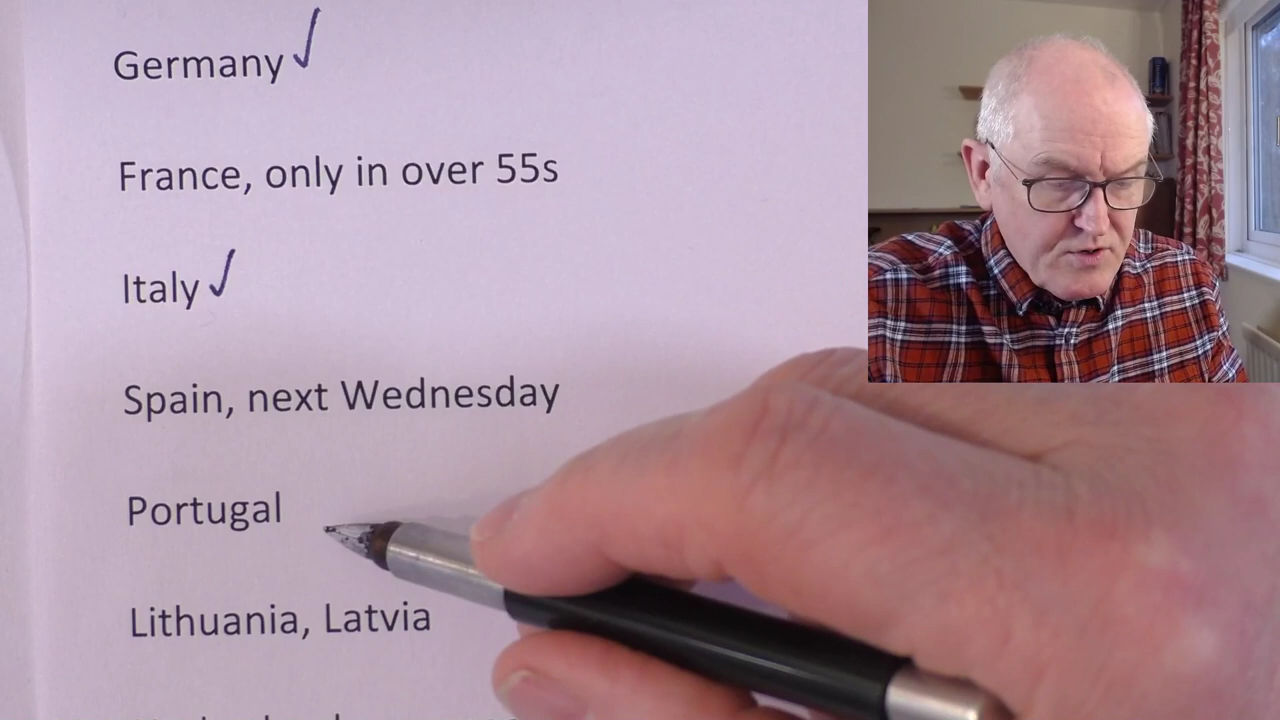 Germany
France, only in over 55s
Italy
Spain, next Wednesday
Portugal
Lithuania, Latvia